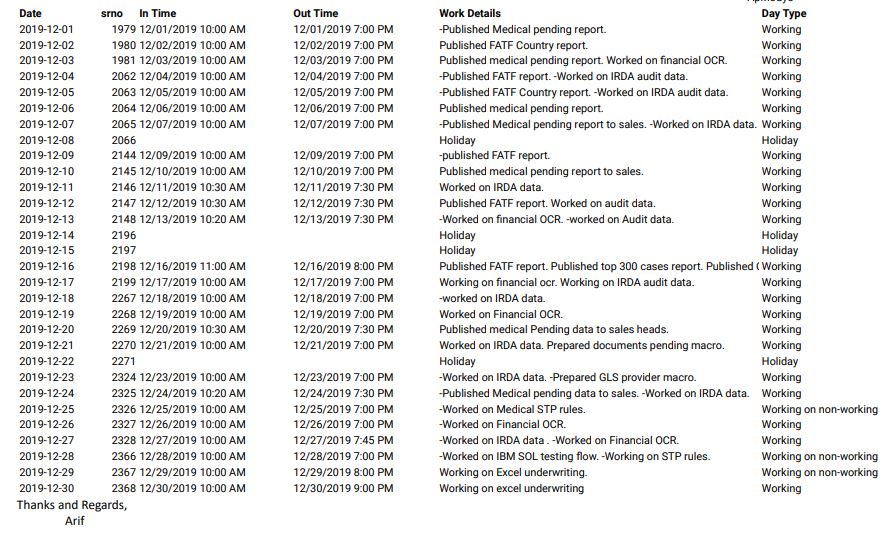 Date srno In Time Out Time Work Details Day Type
2019-12-01 1979 12/01/2019 10:00 AM 12/01/2019 7:00 PM -Published Medical pending report. Working
2019-12-02 1980 12/02/2019 10:00 AM 12/02/2019 7:00 PM Published FATF Country report. Working
2019-12-03 1981 12/03/2019 10:00 AM 12/03/2019 7:00 PM Published medical pending report. Worked on financial OCR. Working
2019-12-04 2062 12/04/2019 10:00 AM 12/04/2019 7:00 PM -Published FATF report. -Worked on IRDA audit data. Working
2019-12-05 2063 12/05/2019 10:00 AM 12/05/2019 7:00 PM -Published FATF Country report. -Worked on IRDA audit data. Working
2019-12-06 2064 12/06/2019 10:00 AM 12/06/2019 7:00 PM Published medical pending report. Working
2019-12-07 2065 12/07/2019 10:00 AM 12/07/2019 7:00 PM -Published Medical pending report to sales. -Worked on IRDA data. Working
2019-12-08 2066 Holiday Holiday
2019-12-09 2144 12/09/2019 10:00 AM 12/09/2019 7:00 PM -published FATF report. Working
2019-12-10 2145 12/10/2019 10:00 AM 12/10/2019 7:00 PM Published medical pending report to sales. Working
2019-12-11 2146 12/11/2019 10:30 AM 12/11/2019 7:30 PM Worked on IRDA data. Working
2019-12-12 2147 12/12/2019 10:30 AM 12/12/2019 7:30 PM Published FATF report. Worked on audit data. Working
2019-12-13 2148 12/13/2019 10:20 AM 12/13/2019 7:30 PM -Worked on financial OCR. -worked on Audit data. Working
2019-12-14 2196 Holiday Holiday
2019-12-15 2197 Holiday Holiday
2019-12-16 2198 12/16/2019 11:00 AM 12/16/2019 8:00 PM Published FATF report. Published top 300 cases report. Published Working
2019-12-17 2199 12/17/2019 10:00 AM 12/17/2019 7:00 PM Working on financial ocr. Working on IRDA audit data. Working
2019-12-18 2267 12/18/2019 10:00 AM 12/18/2019 7:00 PM -worked on IRDA data. Working
2019-12-19 2268 12/19/2019 10:00 AM 12/19/2019 7:00 PM Worked on Financial OCR. Working
2019-12-20 2269 12/20/2019 10:30 AM 12/20/2019 7:30 PM Published medical Pending data to sales heads. Working
2019-12-21 2270 12/21/2019 10:00 AM 12/21/2019 7:00 PM Worked on IRDA data. Prepared documents pending macro. Working
2019-12-22 2271 Holiday Holiday
2019-12-23 2324 12/23/2019 10:00 AM 12/23/2019 7:00 PM -Worked on IRDA data. -Prepared GLS provider macro. Working
2019-12-24 2325 12/24/2019 10:20 AM 12/24/2019 7:30 PM -Published Medical pending data to sales. -Worked on IRDA data. Working
2019-12-25 2326 12/25/2019 10:00 AM 12/25/2019 7:00 PM -Worked on Medical STP rules. Working on non-working
2019-12-26 2327 12/26/2019 10:00 AM 12/26/2019 7:00 PM -Worked on Financial OCR. Working
2019-12-27 2328 12/27/2019 10:00 AM 12/27/2019 7:45 PM -Worked on IRDA data . -Worked on Financial OCR. Working
2019-12-28 2366 12/28/2019 10:00 AM 12/28/2019 7:00 PM -Worked on IBM SOL testing flow. -Working on STP rules. Working on non-working
2019-12-29 2367 12/29/2019 10:00 AM 12/29/2019 8:00 PM Working on Excel underwriting. Working on non-working
2019-12-30 2368 12/30/2019 10:00 AM 12/30/2019 9:00 PM Working on excel underwriting Working
Thanks and Regards,
Arif